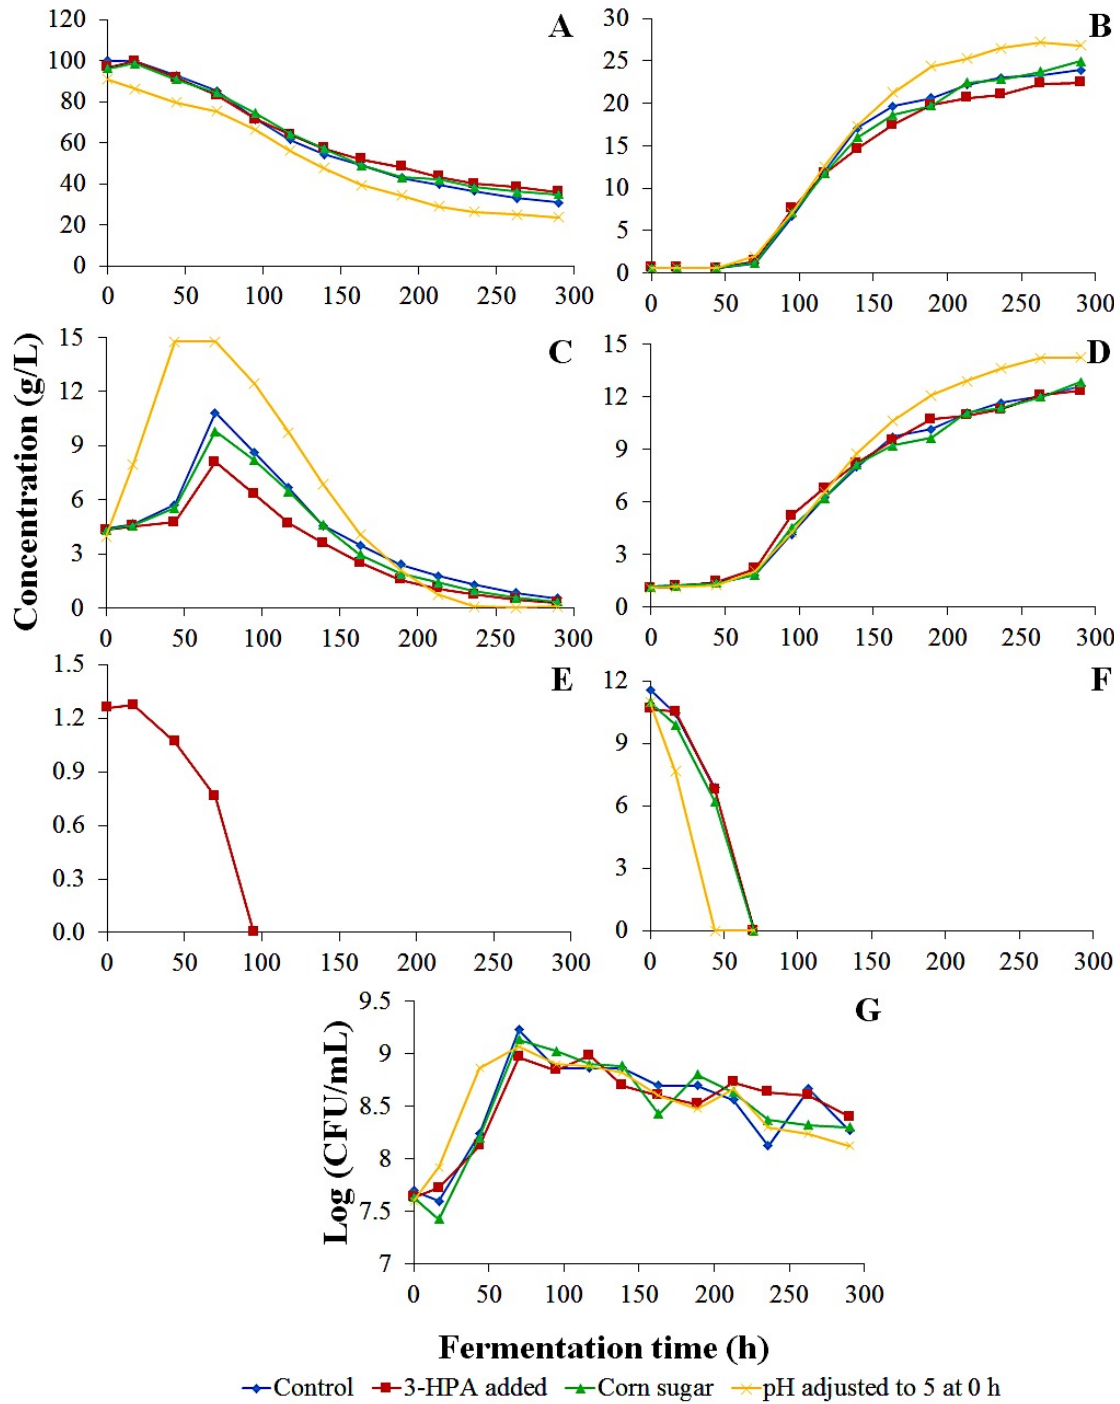 A
120
100
80
60
40
20
0
0 50 100 150 200 250 300
B
30
25
20
15
10
5
0
0 50 100 150 200 250 300
Concentration (g/L)
C
15
12
9
6
3
0
0 50 100 150 200 250 300
D
15
12
9
6
3
0
0 50 100 150 200 250 300
E
1.5
1.2
0.9
0.6
0.3
0.0
0 50 100 150 200 250 300
F
12
9
6
3
0
0 50 100 150 200 250 300
G
Log (CFU/mL)
9.5
9
8.5
8
7.5
7
0 50 100 150 200 250 300
Fermentation time (h)
Control 3-HPA added Corn sugar pH adjusted to 5 at 0 h